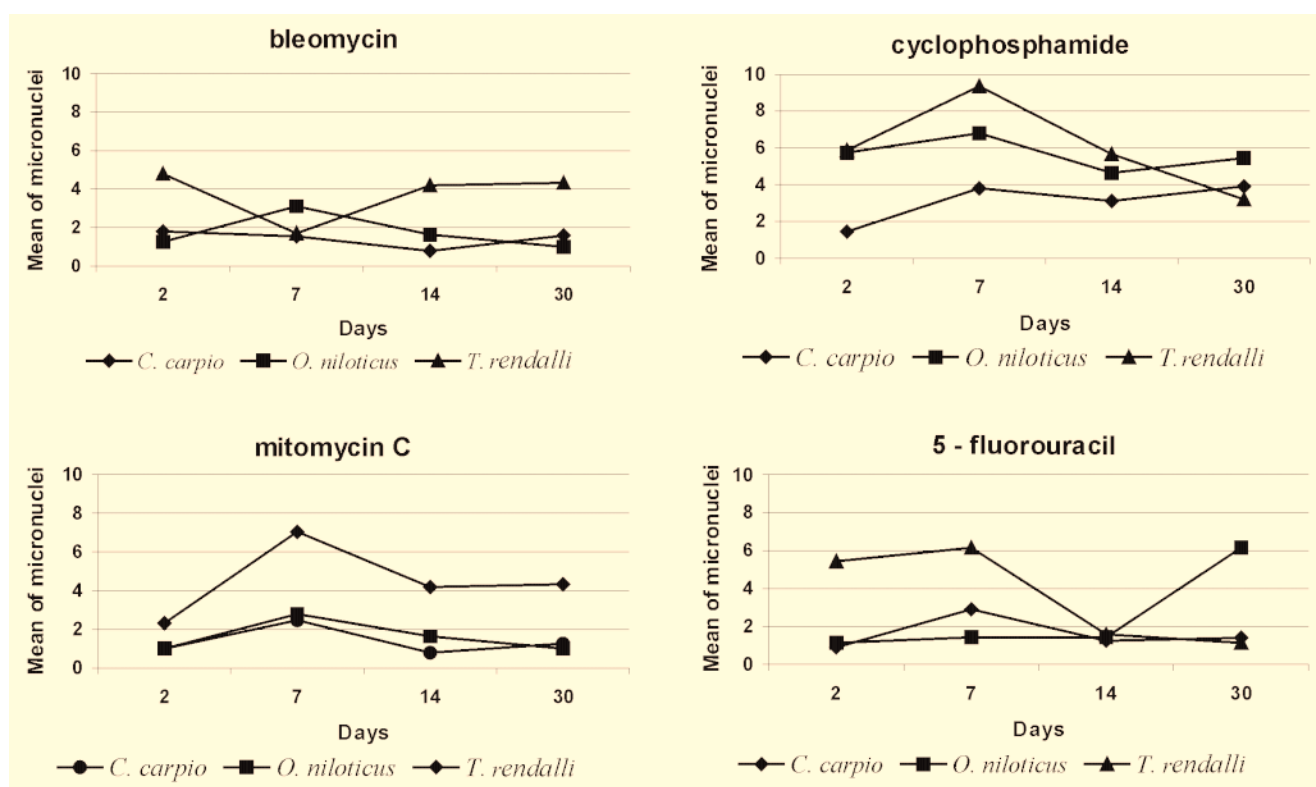 bleomycin
Mean of micronuclei
10
8
6
4
2
0
2 7 14 30
Days
C. carpio O. niloticus T. rendalli
cyclophosphamide
Mean of micronuclei
10
8
6
4
2
0
2 7 14 30
Days
C. carpio O. niloticus T. rendalli
mitomycin C
Mean of micronuclei
10
8
6
4
2
0
2 7 14 30
Days
C. carpio O. niloticus T. rendalli
5 - fluorouracil
Mean of micronuclei
10
8
6
4
2
0
2 7 14 30
Days
C. carpio O. niloticus T. rendalli